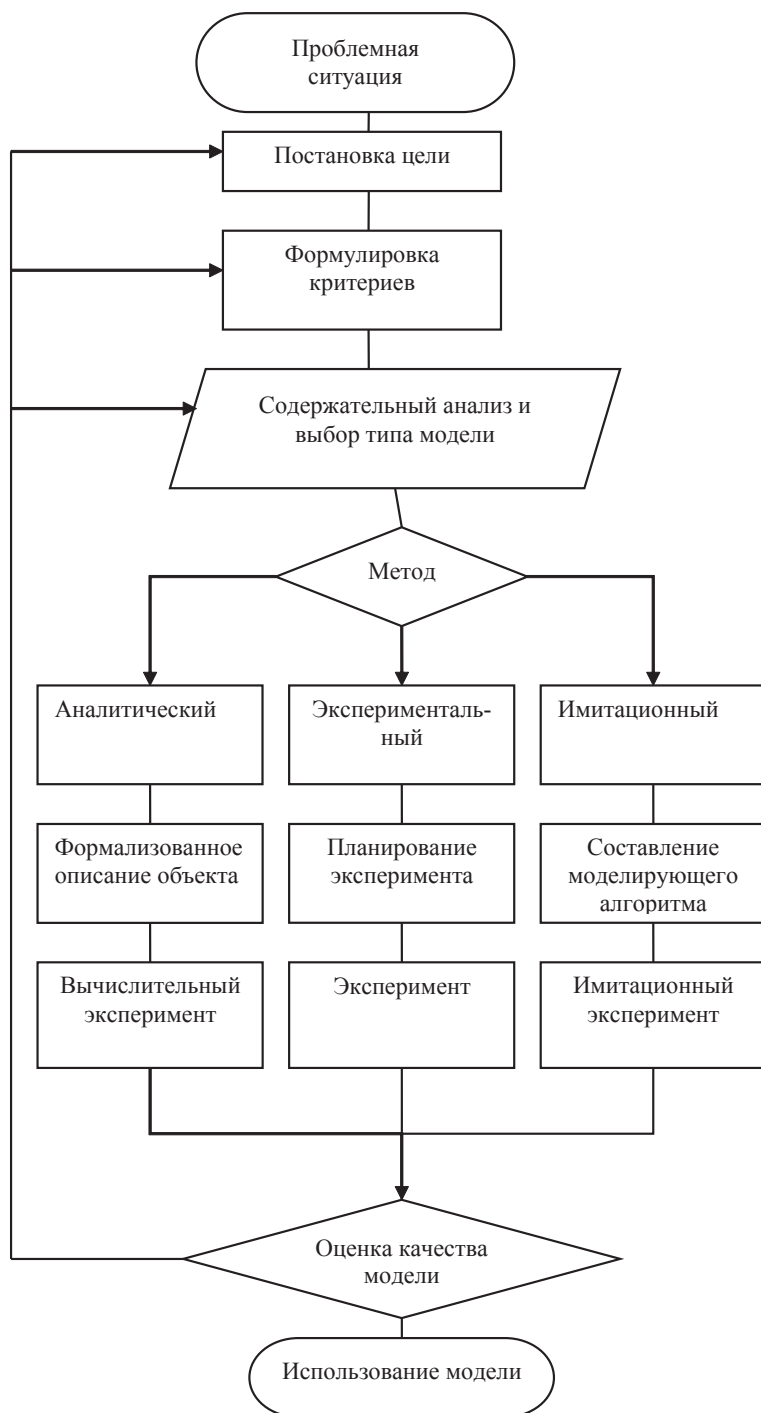 Проблемная
ситуация
Постановка цели
Формулировка
критериев
Содержательный анализ и
выбор типа модели
Метод
Аналитический
Эксперименталь-
ный
Имитационный
Формализованное
описание объекта
Планирование
эксперимента
Составление
моделирующего
алгоритма
Вычислительный
эксперимент
Эксперимент
Имитационный
эксперимент
Оценка качества
модели
Использование модели